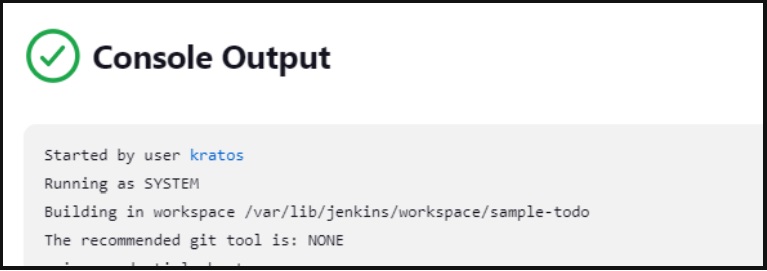 Console Output
Started by user kratos
Running as SYSTEM
Building in workspace /var/lib/jenkins/workspace/sample-todo
The recommended git tool is: NONE